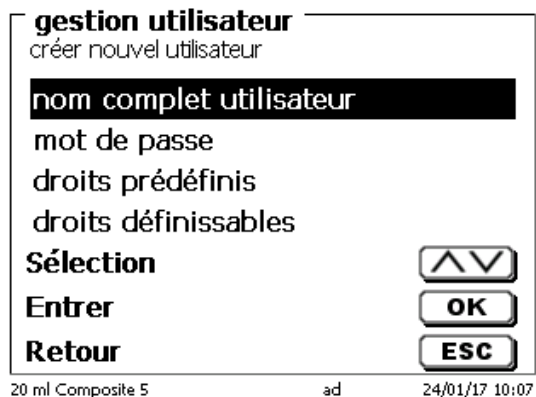 gestion utilisateur
créer nouvel utilisateur
nom complet utilisateur
mot de passe
droits prédéfinis
droits définissables
Sélection
Entrer OK
Retour ESC
20 ml Composite 5 ad 24/01/17 10:07